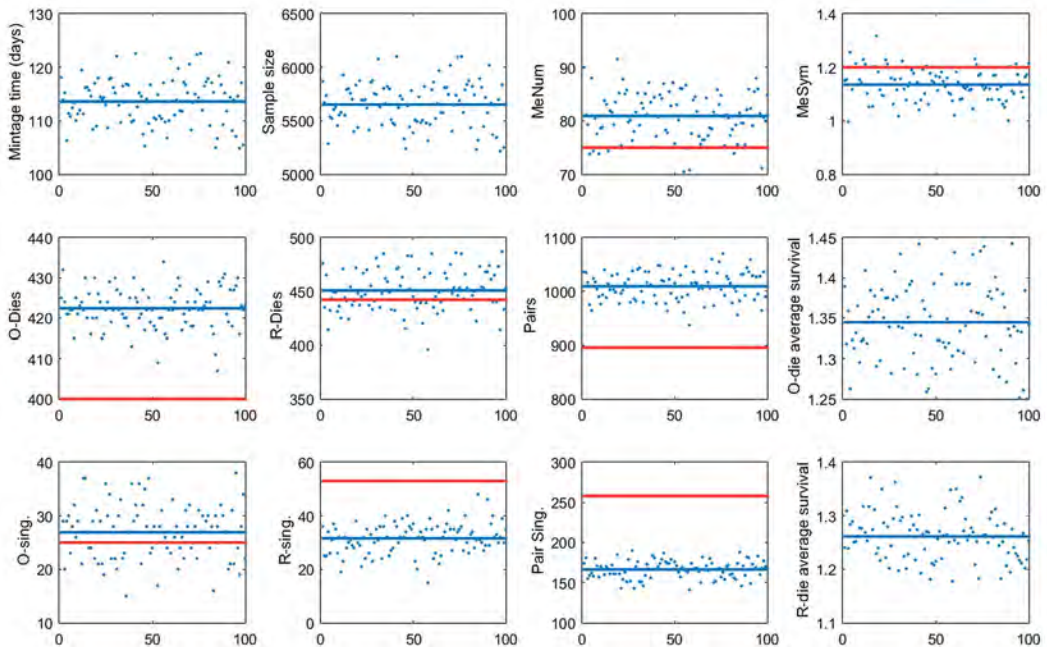 Mintage time (days)
130
120
110
100
0 50 100
Sample size
6500
6000
5500
5000
0 50 100
MeNum
100
90
80
70
0 50 100
MeSym
1.4
1.2
1
0.8
0 50 100
O-Dies
440
430
420
410
400
0 50 100
R-Dies
500
450
400
350
0 50 100
Pairs
1100
1000
900
800
0 50 100
O-die average survival
1.45
1.4
1.35
1.3
1.25
0 50 100
O-sing.
40
30
20
10
0 50 100
R-sing.
60
40
20
0
0 50 100
Pair Sing.
300
250
200
150
100
0 50 100
R-die average survival
1.4
1.3
1.2
1.1
0 50 100